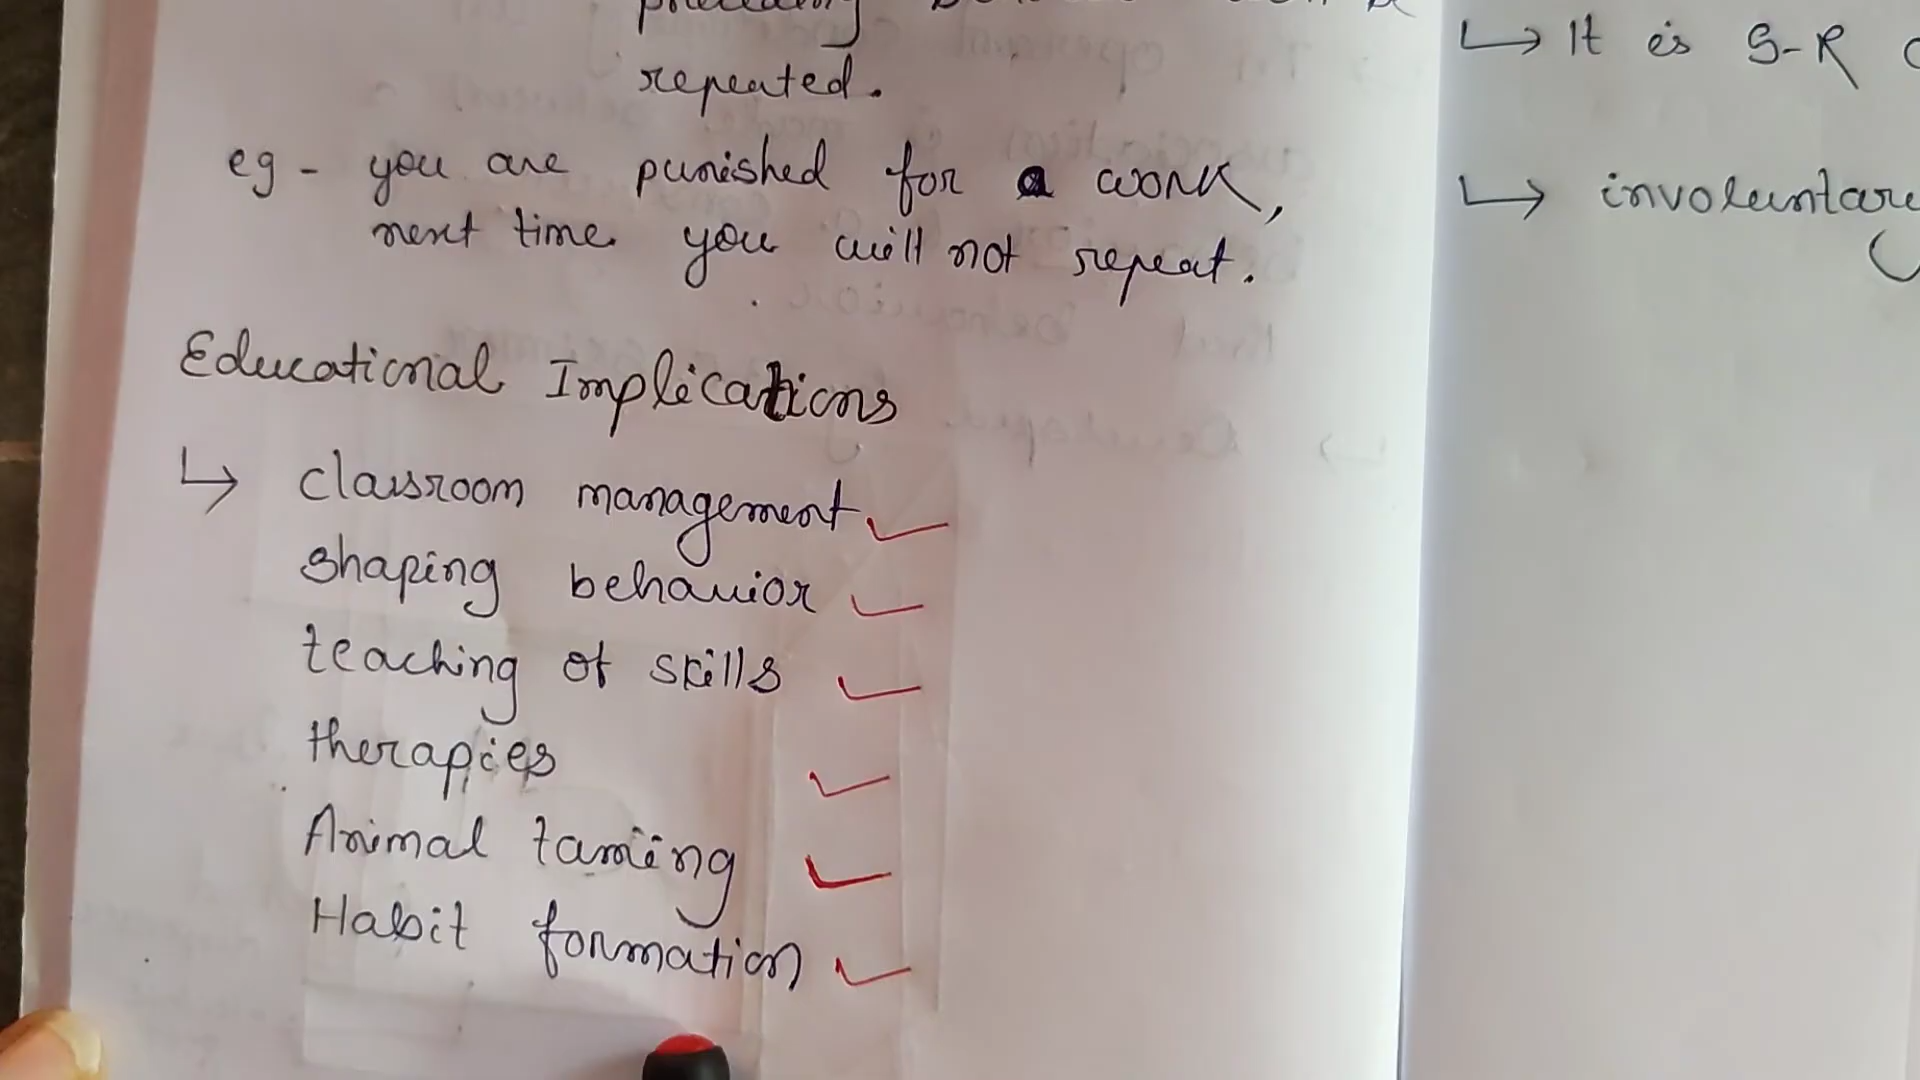 repeated.
eg - you are punished for a work,
next time you will not repeat.
Educational Implications
↳ classroom management ✓
shaping behavior ✓
teaching of skills ✓
therapies ✓
Animal taming ✓
Habit formation ✓
↳ It is S-R
↳ involuntary